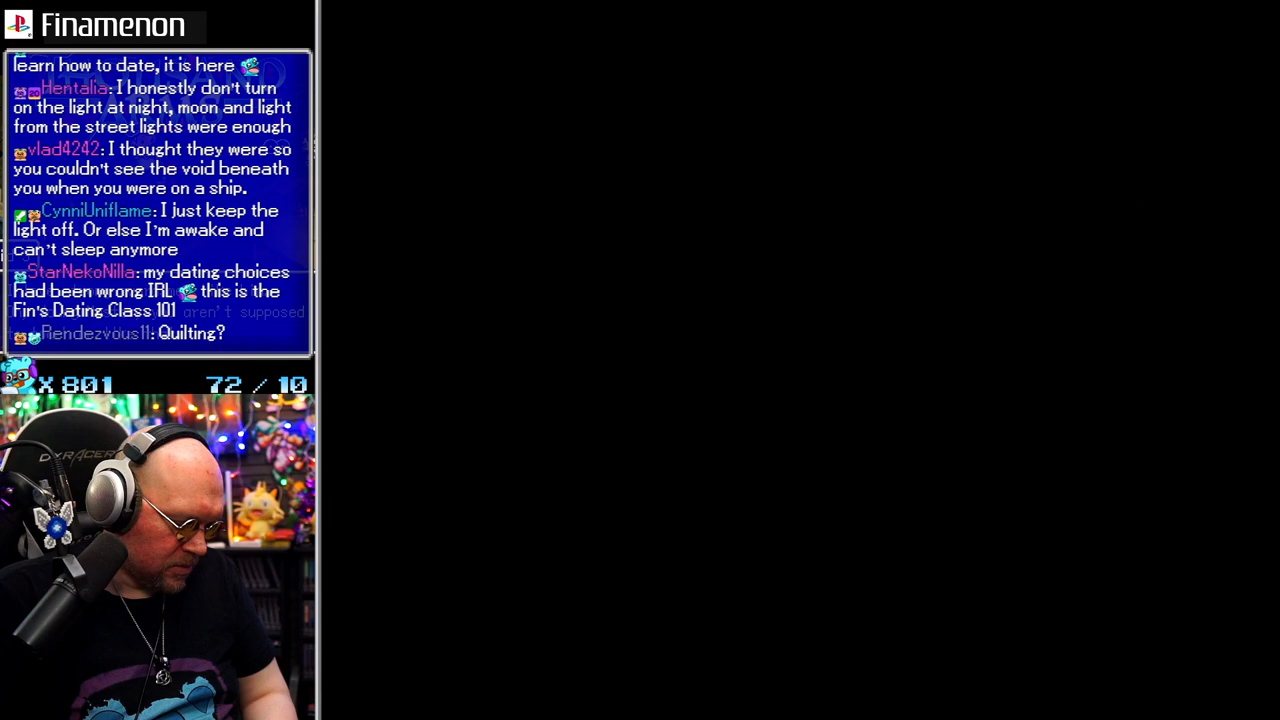 Finamenon
learn how to date, it is here
Hentalia: I honestly don't turn
on the light at night, moon and light
from the street lights were enough
vlad4242: I thought they were so
you couldn't see the void beneath
you when you were on a ship.
CynniUniflame: I just keep the
light off. Or else I'm awake and
can't sleep anymore
StarNekoNilla: my dating choices
had been wrong IRL this is the
Fin's Dating Class 101
aren't supposed
Rendezvous11: Quilting?
X 801 72 / 10
DXRACER